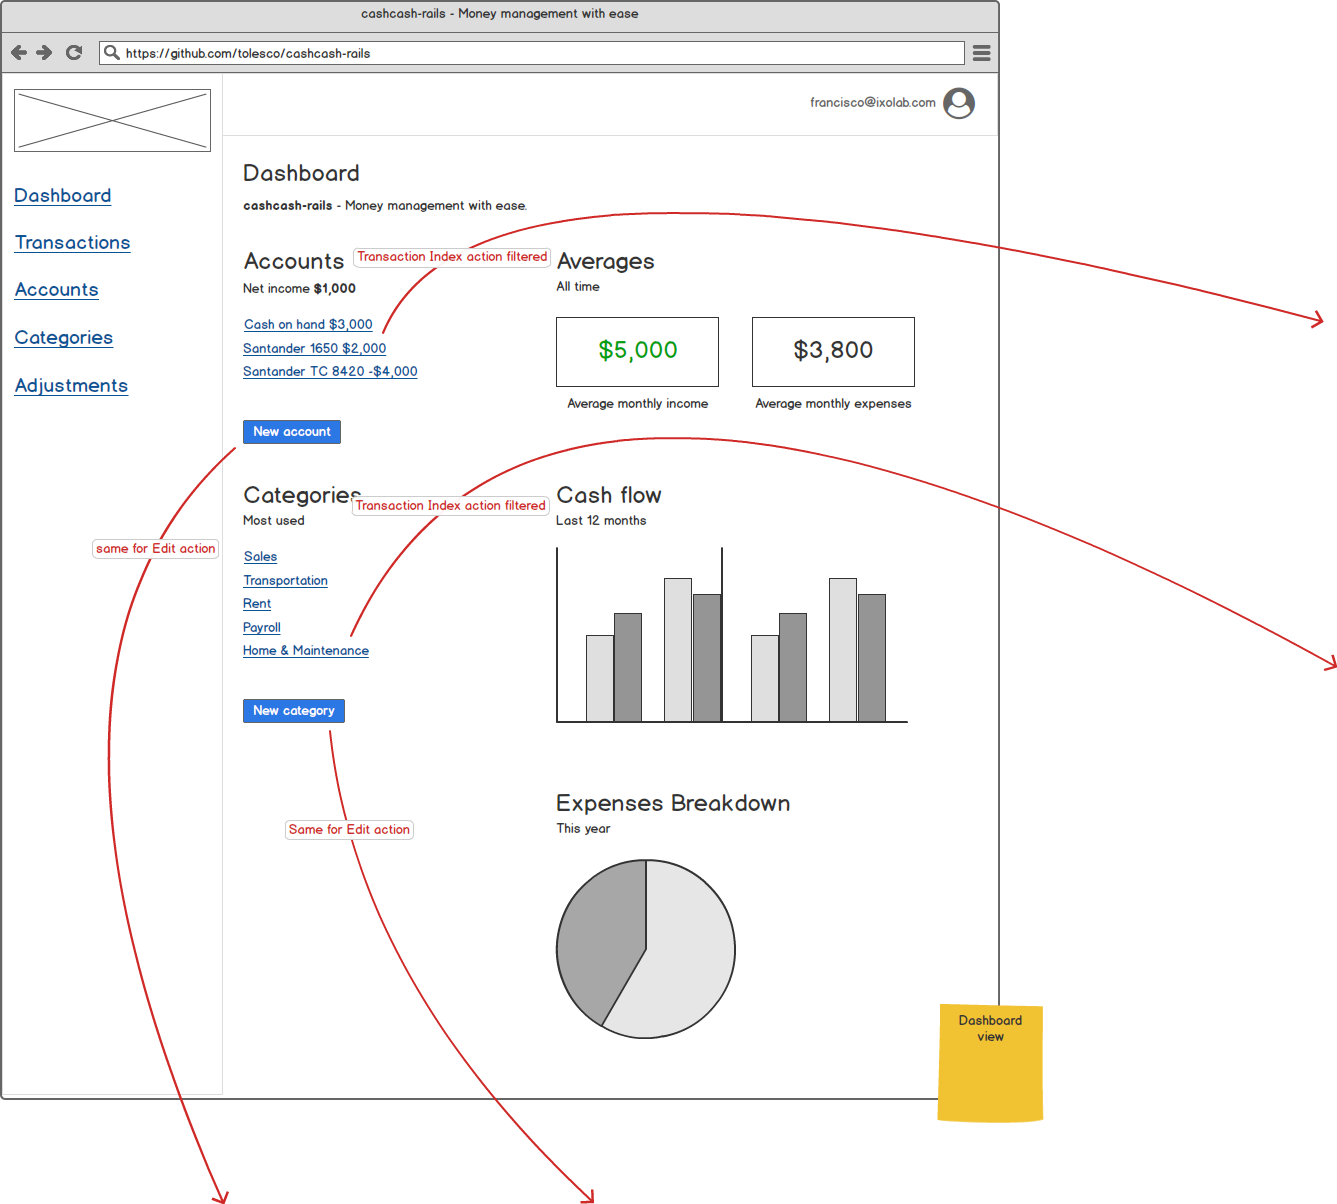 cashcash-rails - Money management with ease
https://github.com/tolesco/cashcash-rails
francisco@ixolab.com
Dashboard
Transactions
Accounts
Categories
Adjustments
Dashboard
cashcash-rails - Money management with ease.
Accounts
Transaction Index action filtered
Net income $1,000
Cash on hand $3,000
Santander 1650 $2,000
Santander TC 8420 -$4,000
New account
Averages
All time
$5,000
Average monthly income
$3,800
Average monthly expenses
Categories
Transaction Index action filtered
Most used
same for Edit action
Sales
Transportation
Rent
Payroll
Home & Maintenance
New category
Same for Edit action
Cash flow
Last 12 months
Expenses Breakdown
This year
Dashboard
view